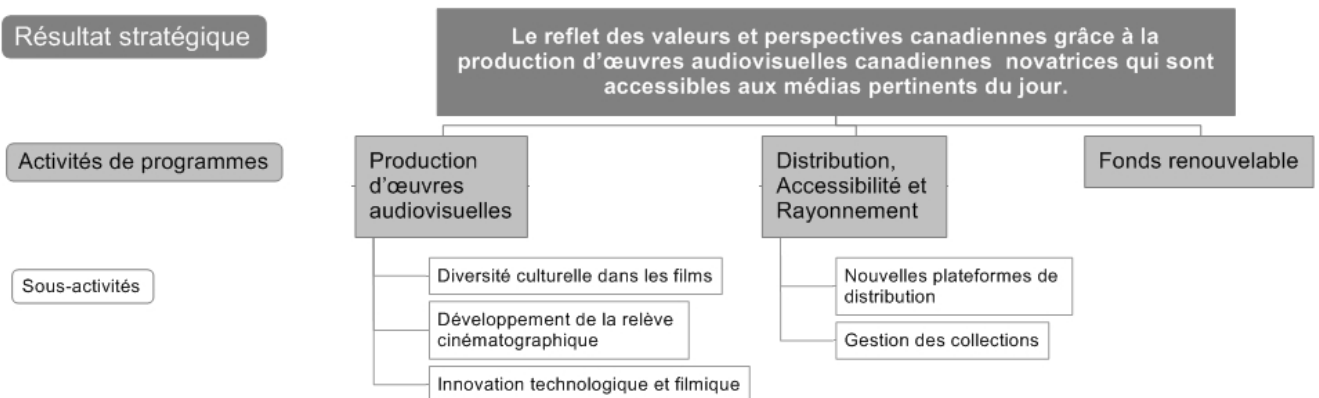 Résultat stratégique
Le reflet des valeurs et perspectives canadiennes grâce à la
production d’œuvres audiovisuelles canadiennes novatrices qui sont
accessibles aux médias pertinents du jour.
Activités de programmes
Production
d’œuvres
audiovisuelles
Distribution,
Accessibilité et
Rayonnement
Fonds renouvelable
Sous-activités
Diversité culturelle dans les films
Développement de la relève
cinématographique
Innovation technologique et filmique
Nouvelles plateformes de
distribution
Gestion des collections